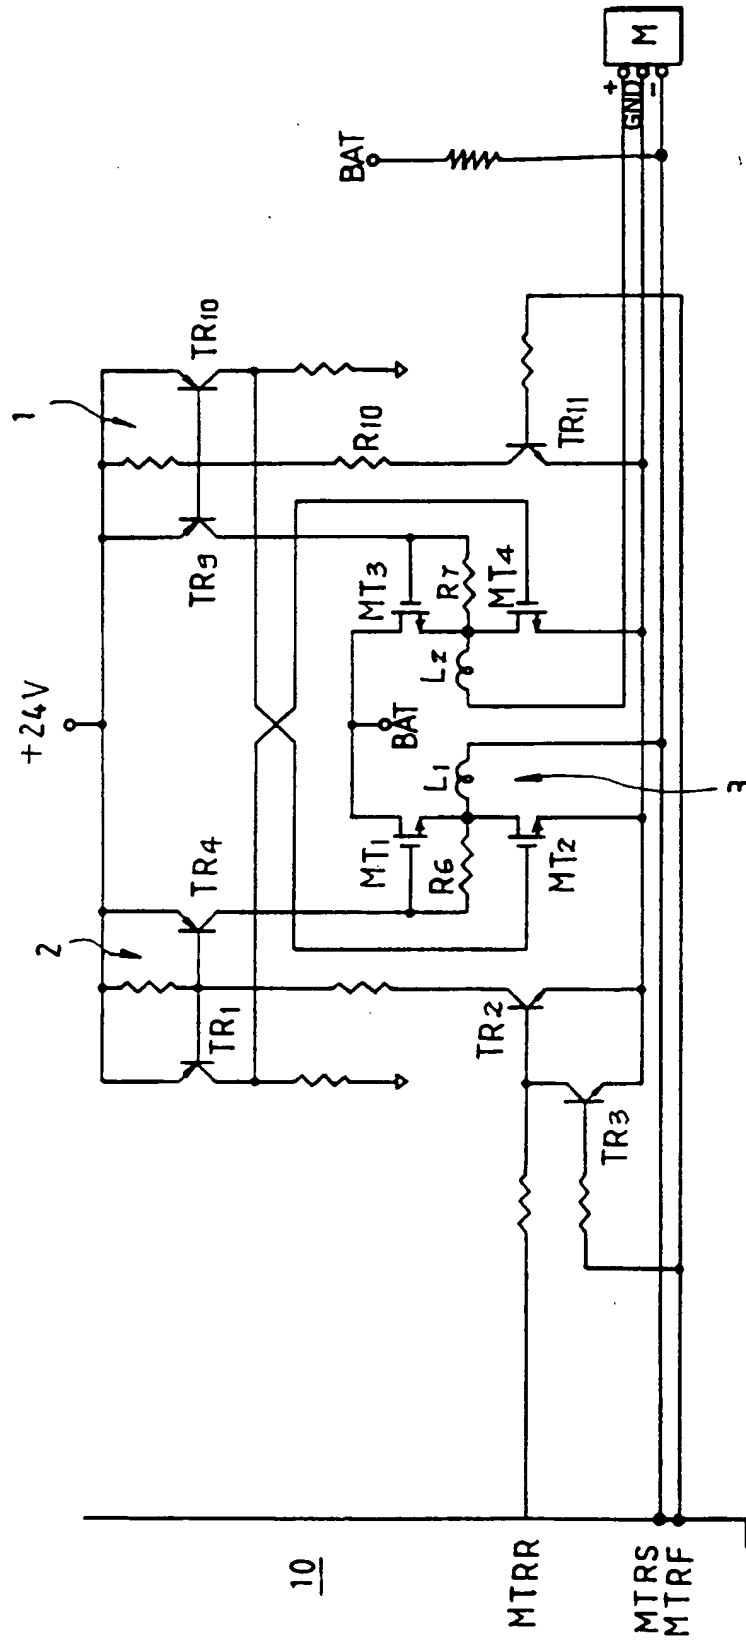 10
MTRR
MTRS
MTRF
+24V
2
1
TR1
TR4
TR9
TR10
TR2
TR3
R10
TR11
MT1
MT3
R6
R7
MT2
MT4
L1
L2
BAT
BAT
+
GND
-
M